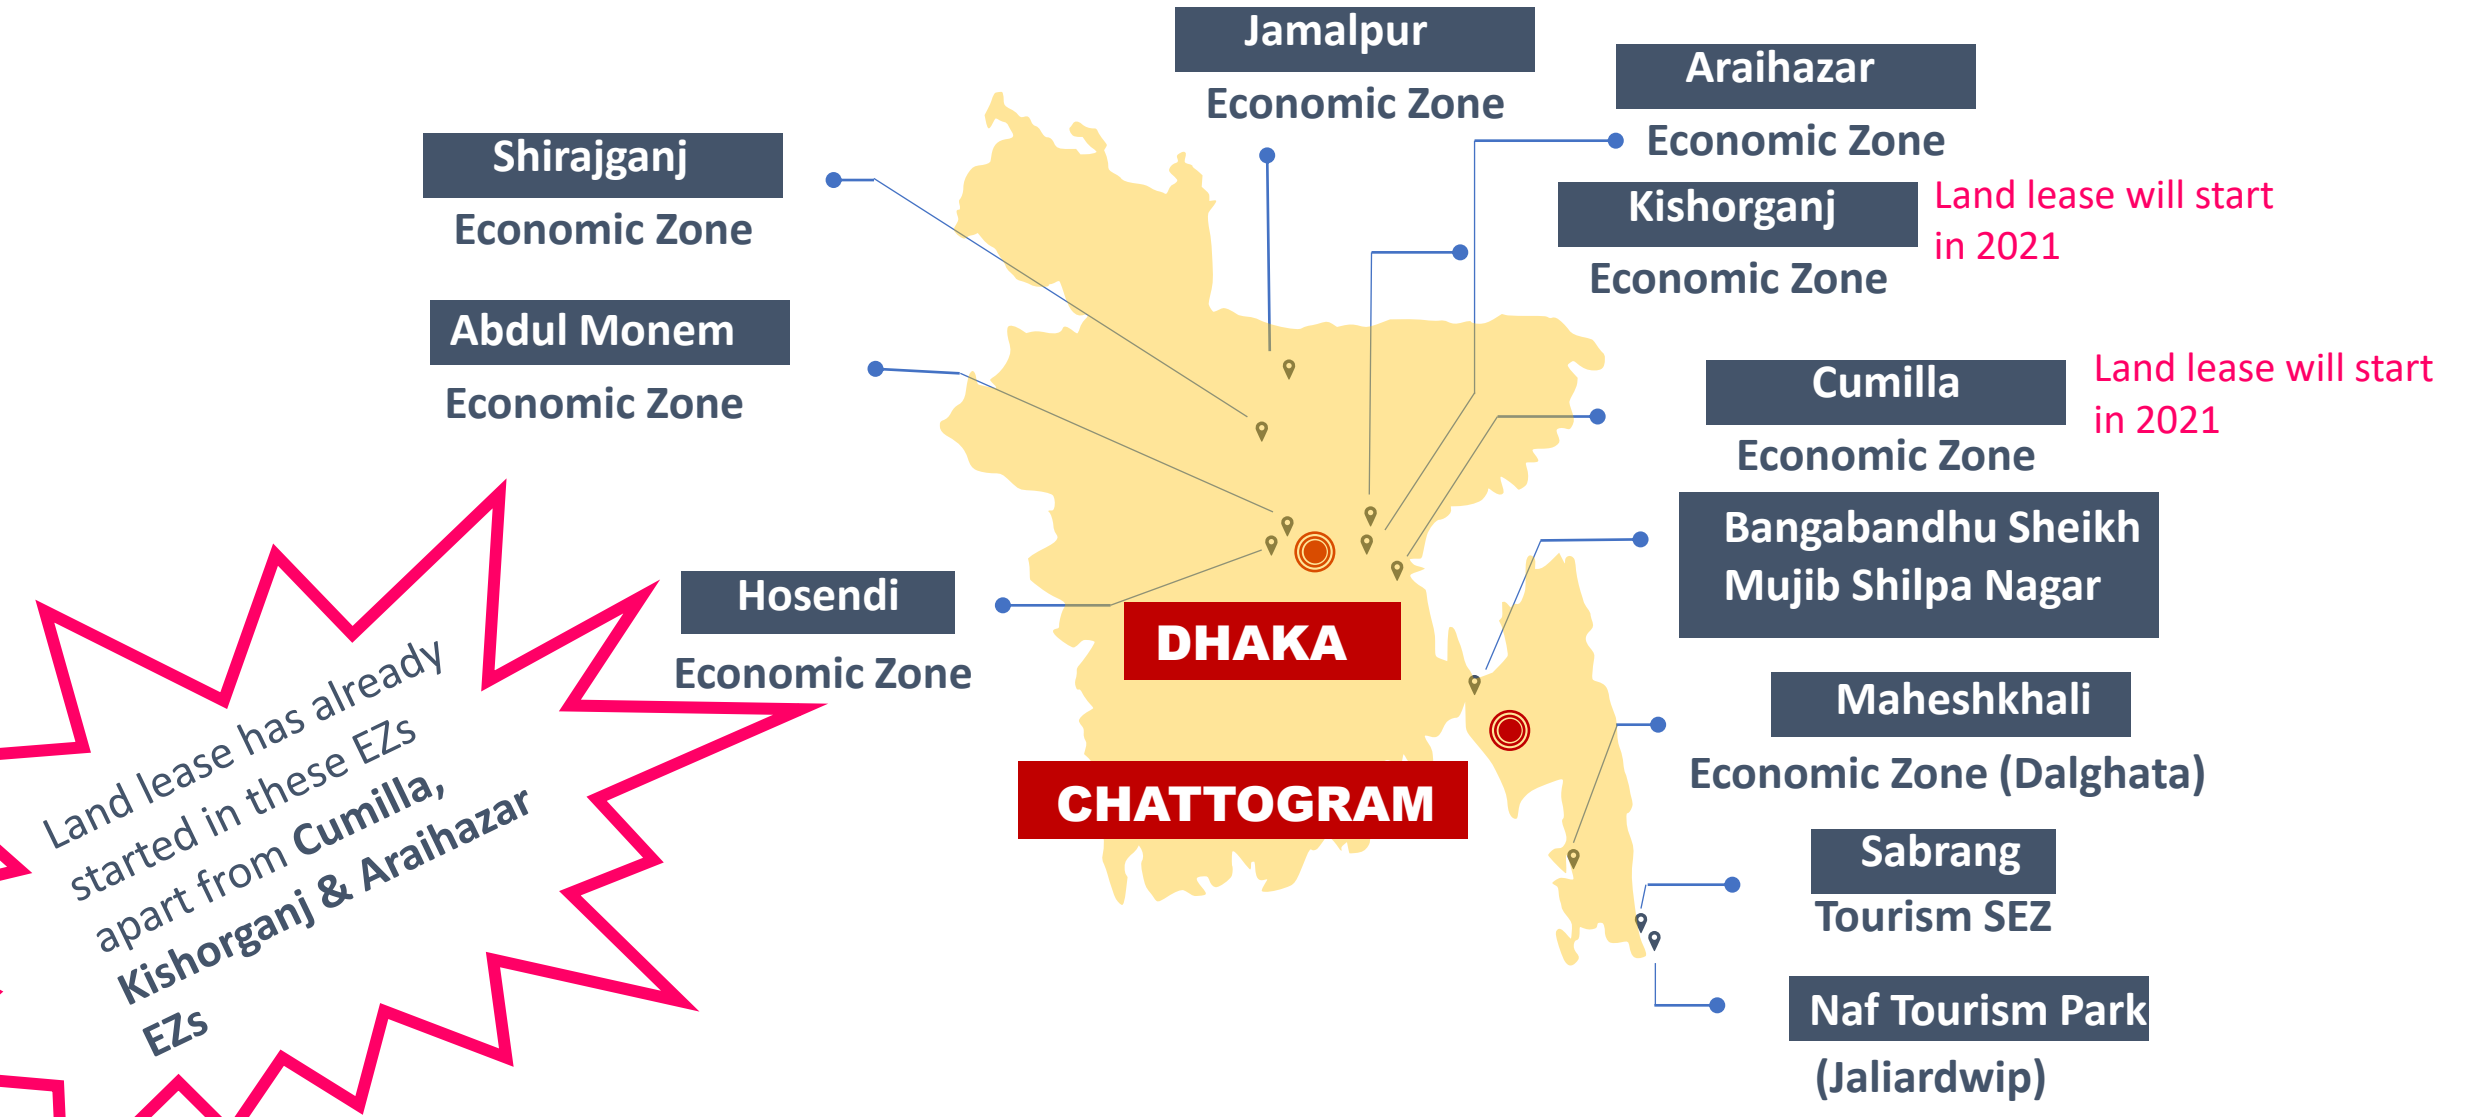 Jamalpur
Economic Zone
Araihazar
Economic Zone
Shirajganj
Economic Zone
Kishorganj
Economic Zone
Land lease will start
in 2021
Abdul Monem
Economic Zone
Cumilla
Economic Zone
Land lease will start
in 2021
Bangabandhu Sheikh
Mujib Shilpa Nagar
Hosendi
Economic Zone
DHAKA
Maheshkhali
Economic Zone (Dalghata)
CHATTOGRAM
Sabrang
Tourism SEZ
Naf Tourism Park
(Jaliardwip)
Land lease has already
started in these EZs
apart from Cumilla,
Kishorganj & Araihazar
EZs